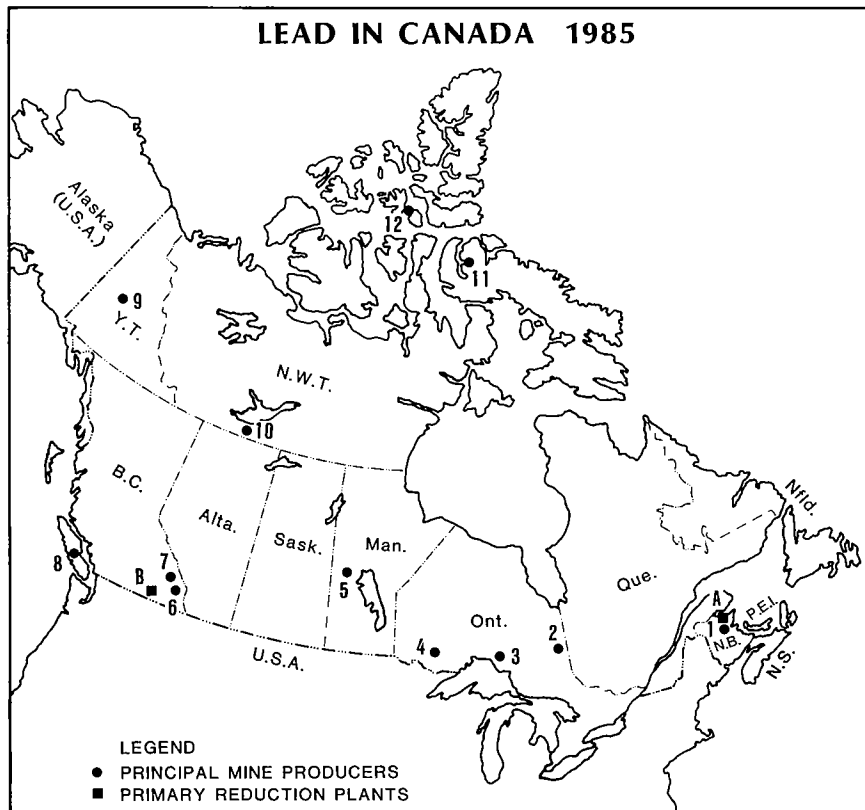 LEAD IN CANADA 1985
Alaska
(U.S.A.)
12
11
9
Y.T.
N.W.T.
10
B.C.
Alta.
Sask.
Man.
Nfld.
8
7
B
6
5
Que.
A
P.E.I.
1
N.B.
N.S.
Ont.
2
4
3
U.S.A.
LEGEND
● PRINCIPAL MINE PRODUCERS
■ PRIMARY REDUCTION PLANTS